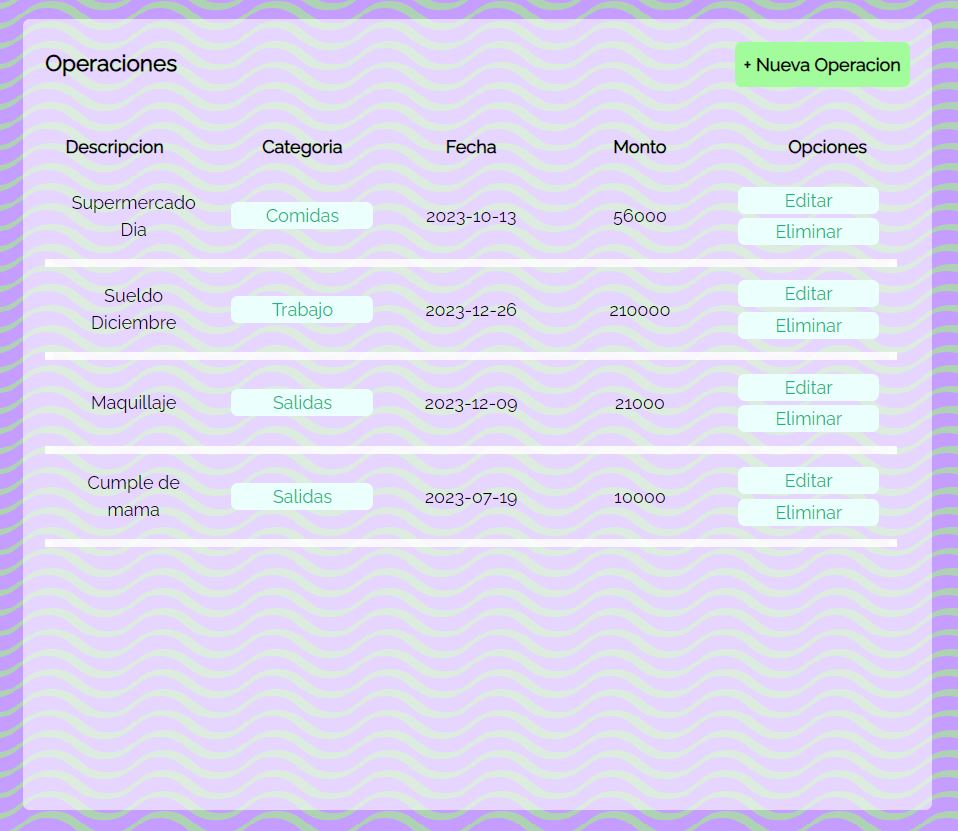 Operaciones
+ Nueva Operacion
Descripcion Categoria Fecha Monto Opciones
Supermercado
Dia
Comidas 2023-10-13 56000
Editar
Eliminar
Sueldo
Diciembre
Trabajo 2023-12-26 210000
Editar
Eliminar
Maquillaje Salidas 2023-12-09 21000
Editar
Eliminar
Cumple de
mama
Salidas 2023-07-19 10000
Editar
Eliminar